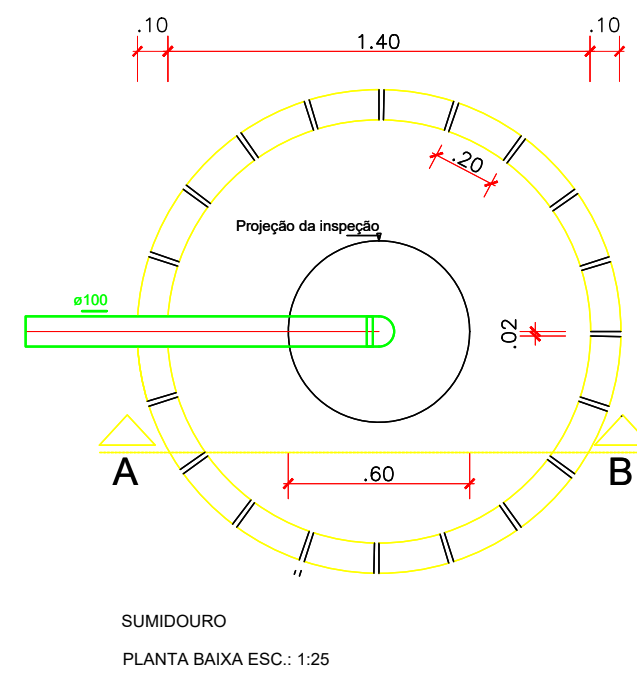 .10
1.40
.10
.20
Projeção da inspeção
ø100
.02
A
.60
B
SUMIDOURO
PLANTA BAIXA ESC.: 1:25